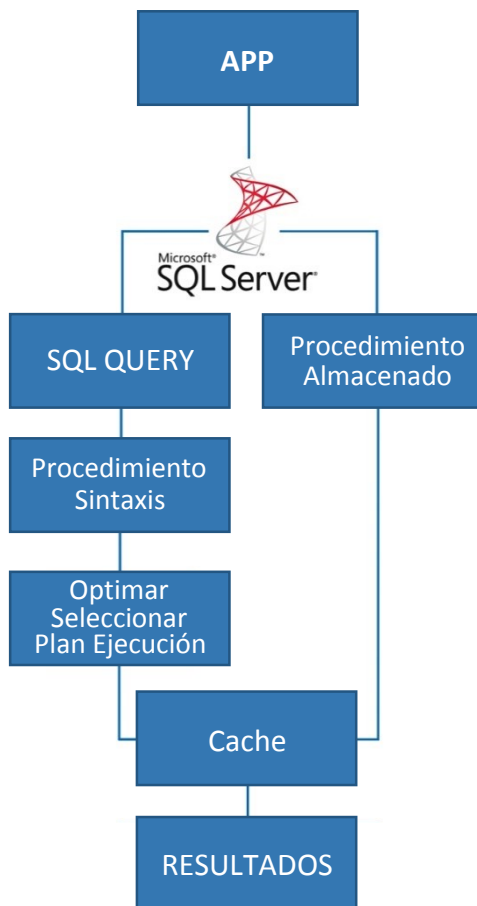 APP
Microsoft®
SQL Server®
SQL QUERY
Procedimiento
Almacenado
Procedimiento
Sintaxis
Optimar
Seleccionar
Plan Ejecución
Cache
RESULTADOS